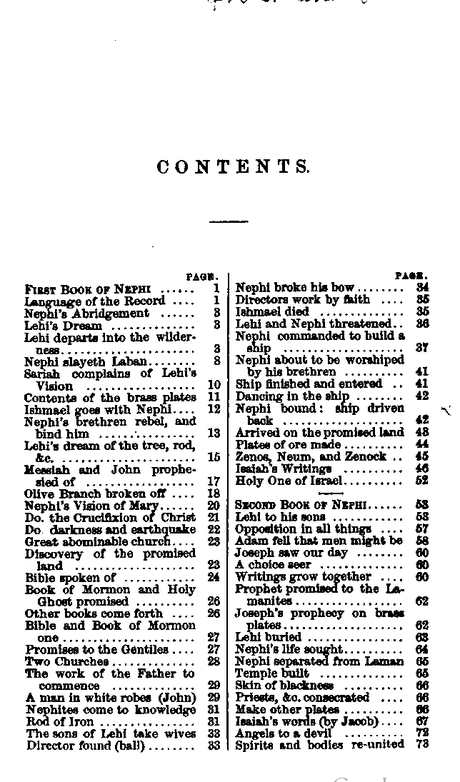 CONTENTS.
PAGE.
FIRST BOOK OF NEPHI ...... 1
Language of the Record .... 1
Nephi's Abridgement ...... 3
Lehi's Dream .............. 3
Lehi departs into the wilder-
ness....................... 3
Nephi slayeth Laban........ 8
Sariah complains of Lehi's
Vision .................... 10
Contents of the brass plates 11
Ishmael goes with Nephi.... 12
Nephi's brethren rebel, and
bind him .................. 13
Lehi's dream of the tree, rod,
&c. ....................... 15
Messiah and John prophe-
sied of ................... 17
Olive Branch broken off .... 18
Nephi's Vision of Mary...... 20
Do. the Crucifixion of Christ 21
Do. darkness and earthquake 22
Great abominable church.... 23
Discovery of the promised
land ...................... 23
Bible spoken of ............ 24
Book of Mormon and Holy
Ghost promised ............ 26
Other books come forth .... 26
Bible and Book of Mormon
one ....................... 27
Promises to the Gentiles .... 27
Two Churches .............. 28
The work of the Father to
commence 29
A man in white robes (John) 29
Nephites come to knowledge 31
Rod of Iron ................ 31
The sons of Lehi take wives 33
Director found (ball) ........ 33
PAGE.
Nephi broke his bow........ 34
Directors work by faith .... 35
Ishmael died ............... 35
Lehi and Nephi threatened.. 36
Nephi commanded to build a
ship ...................... 37
Nephi about to be worshiped
by his brethren ........... 41
Ship finished and entered .. 41
Dancing in the ship ........ 42
Nephi bound: ship driven
back ...................... 42
Arrived on the promised land 43
Plates of ore made .......... 44
Zenos, Neum, and Zenock .. 45
Isaiah's Writings .......... 46
Holy One of Israel.......... 52
SECOND BOOK OF NEPHI...... 53
Lehi to his sons ............ 53
Opposition in all things .... 57
Adam fell that men might be 58
Joseph saw our day ........ 60
A choice seer .............. 60
Writings grow together .... 60
Prophet promised to the La-
manites.................... 62
Joseph's prophecy on brass
plates..................... 62
Lehi buried ................ 63
Nephi's life sought.......... 64
Nephi separated from Laman 65
Temple built ............... 65
Skin of blackness .......... 66
Priests, &c. consecrated .... 66
Make other plates .......... 66
Isaiah's words (by Jacob).... 67
Angels to a devil .......... 72
Spirits and bodies re-united 73